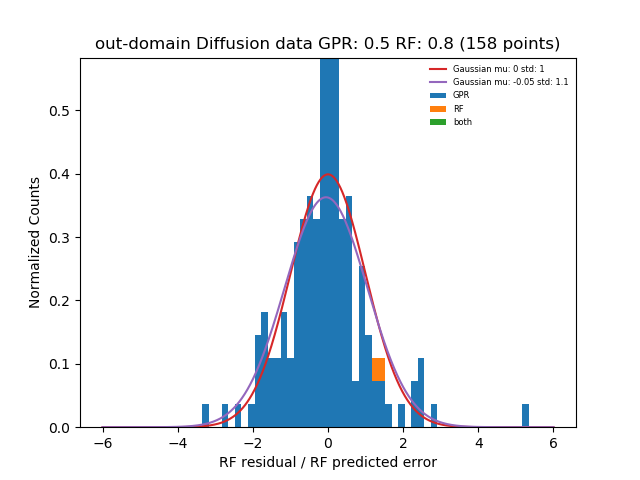 out-domain Diffusion data GPR: 0.5 RF: 0.8 (158 points)
Gaussian mu: 0 std: 1
Gaussian mu: -0.05 std: 1.1
GPR
RF
both
Normalized Counts
0.5
0.4
0.3
0.2
0.1
0.0
−6 −4 −2 0 2 4 6
RF residual / RF predicted error